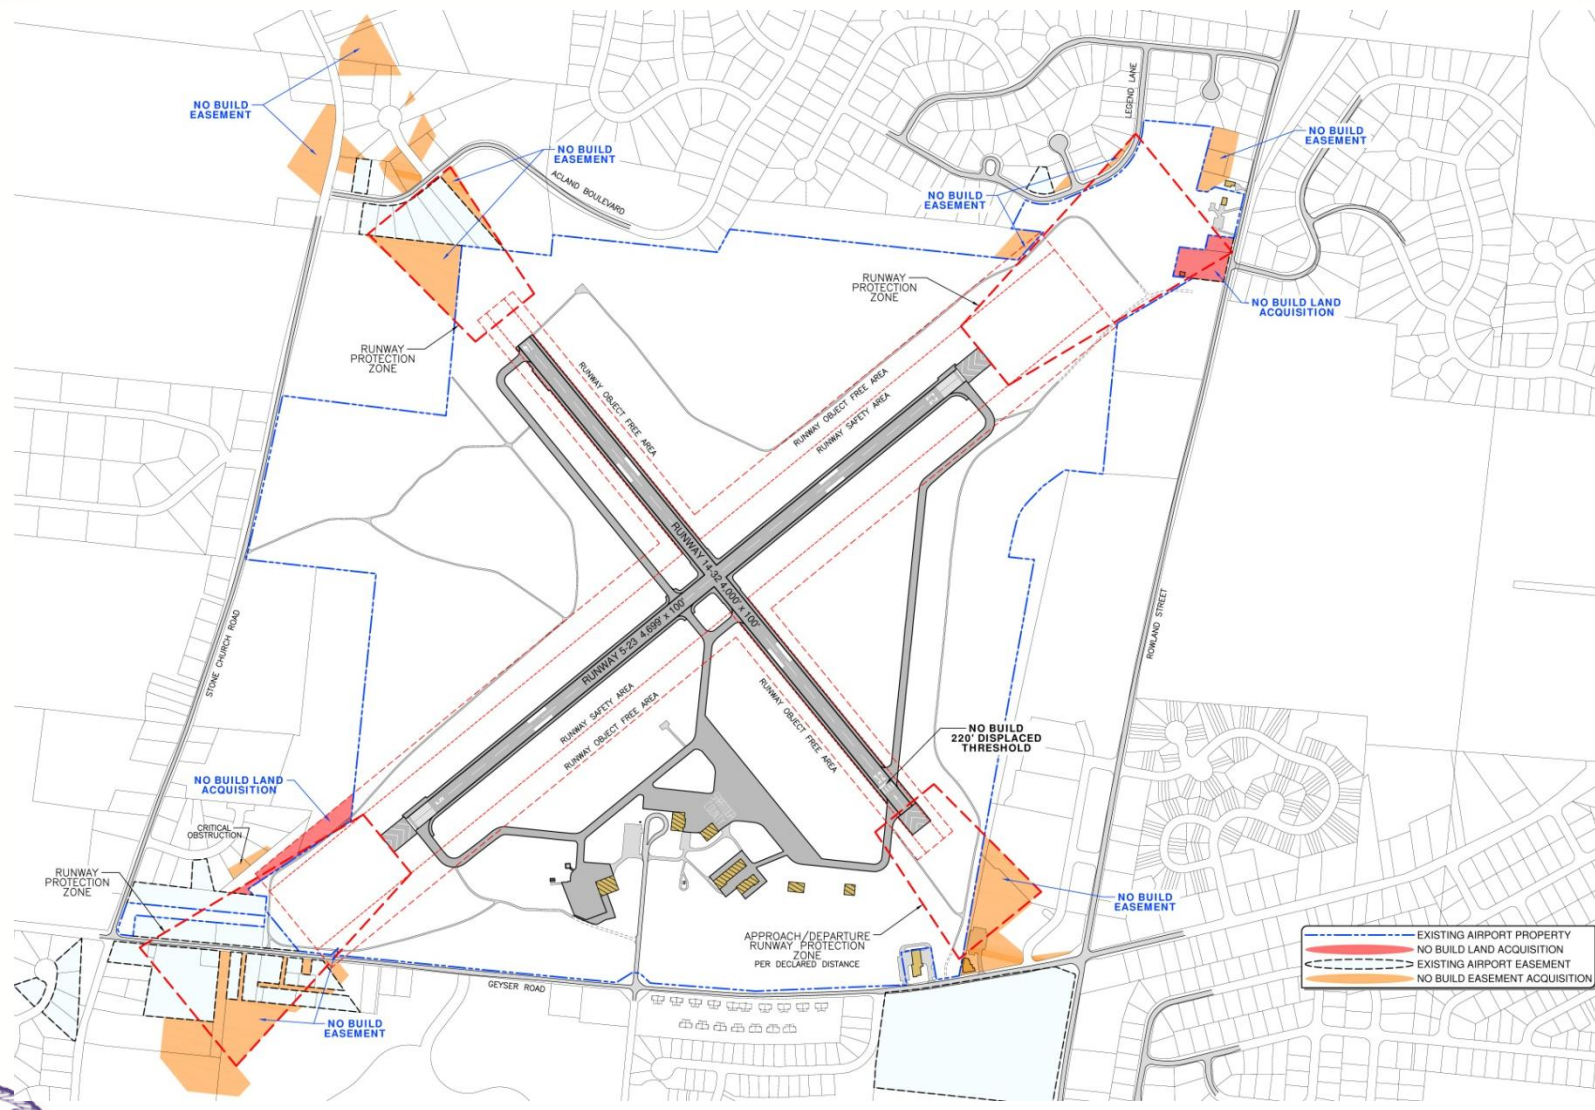 LEGEND LANE
NO BUILD
EASEMENT
NO BUILD
EASEMENT
NO BUILD
EASEMENT
ACLAND BOULEVARD
NO BUILD
EASEMENT
RUNWAY
PROTECTION
ZONE
NO BUILD LAND
ACQUISITION
RUNWAY
PROTECTION
ZONE
RUNWAY OBJECT FREE AREA
RUNWAY OBJECT FREE AREA
RUNWAY SAFETY AREA
RUNWAY 14-32 4,000' x 100'
RUNWAY 5-23 4,699' x 100'
STONE CHURCH ROAD
ROWLAND STREET
RUNWAY SAFETY AREA
RUNWAY OBJECT FREE AREA
RUNWAY OBJECT FREE AREA
NO BUILD
220' DISPLACED
THRESHOLD
NO BUILD LAND
ACQUISITION
CRITICAL
OBSTRUCTION
RUNWAY
PROTECTION
ZONE
NO BUILD
EASEMENT
APPROACH/DEPARTURE
RUNWAY PROTECTION
ZONE
PER DECLARED DISTANCE
GEYSER ROAD
NO BUILD
EASEMENT
EXISTING AIRPORT PROPERTY
NO BUILD LAND ACQUISITION
EXISTING AIRPORT EASEMENT
NO BUILD EASEMENT ACQUISITION